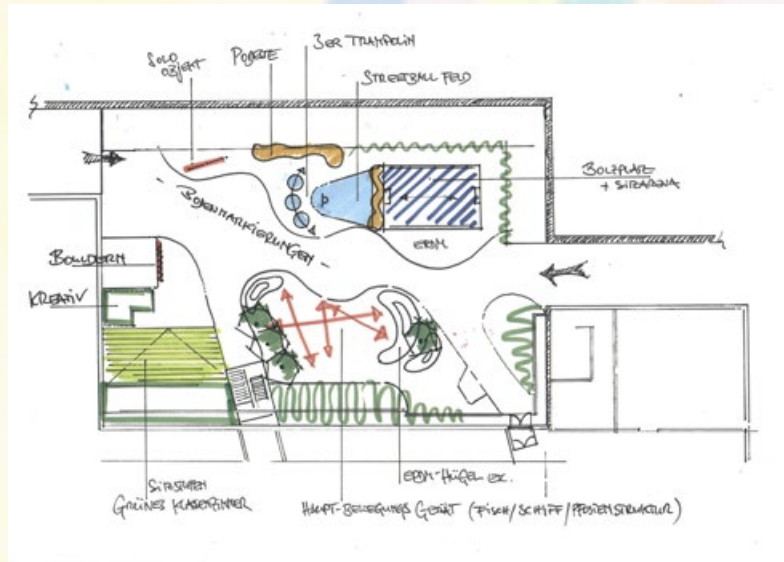 SOLO
OBJEKT
PODESTE
3ER TRAMPOLIN
STREETBALL FELD
BOLZPLATZ
+ SITZARENA
- BODENMARKIERUNGEN -
EPDM
BOULDERN
KREATIV
SITZSTUFEN
GRÜNES KLASSENZIMMER
EPDM-HÜGEL
HAUPT-BEWEGUNGS GERÄT (FISCH/SCHIFF/PFOSTENSTRUKTUR)